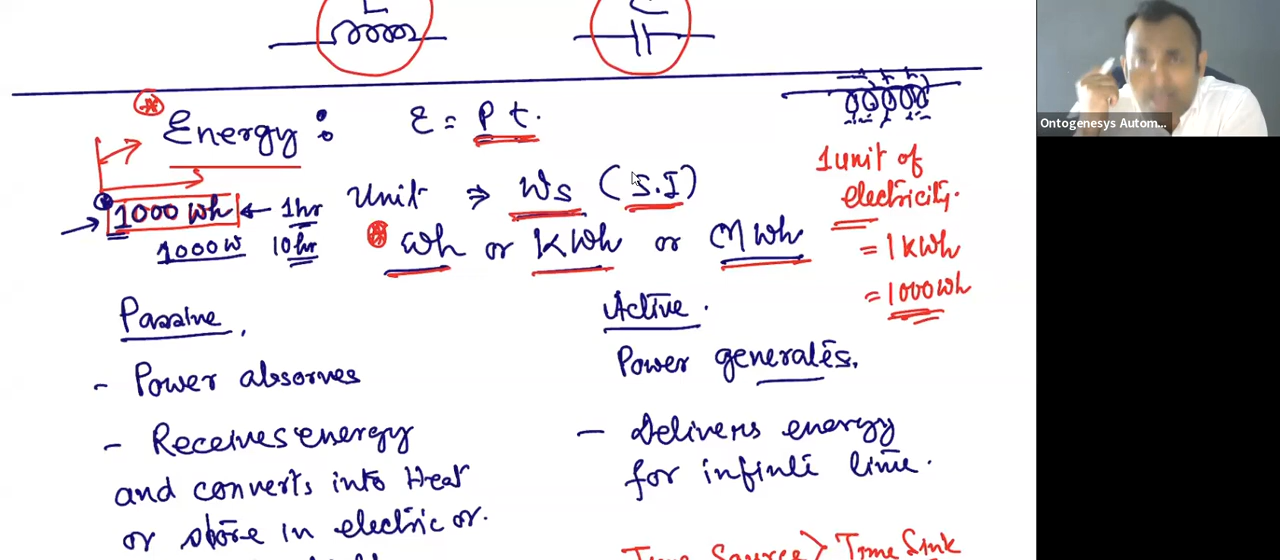 L
C
Energy : E = P t.
Unit ⇒ Ws (S.I)
Wh or KWh or MWh
1000 Wh ← 1hr
1000W 10hr
1 unit of
electricity.
= 1 kWh
= 1000Wh
Passive.
- Power absorves
- Receives energy
and converts into Heat
or store in electric or.
Active.
Power generates.
- Delivers energy
for infinite time.
Ontogenesys Autom...